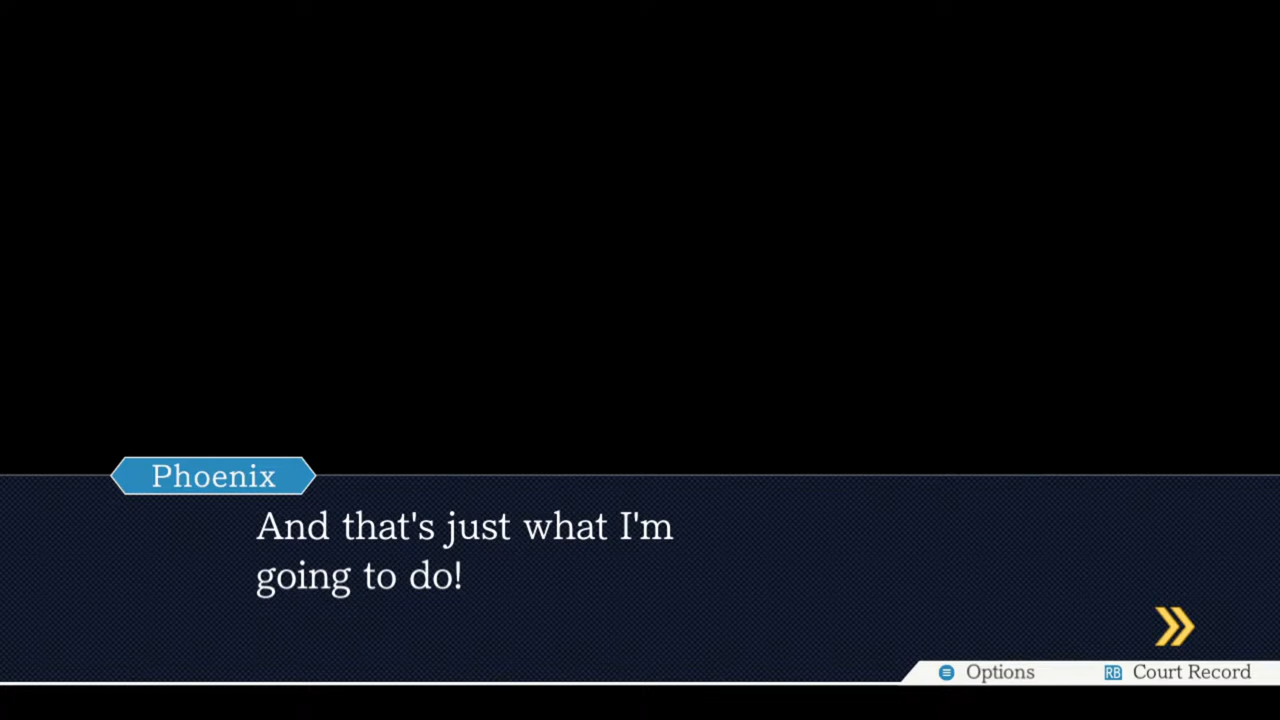 Phoenix
And that's just what I'm
going to do!
Options
RB Court Record